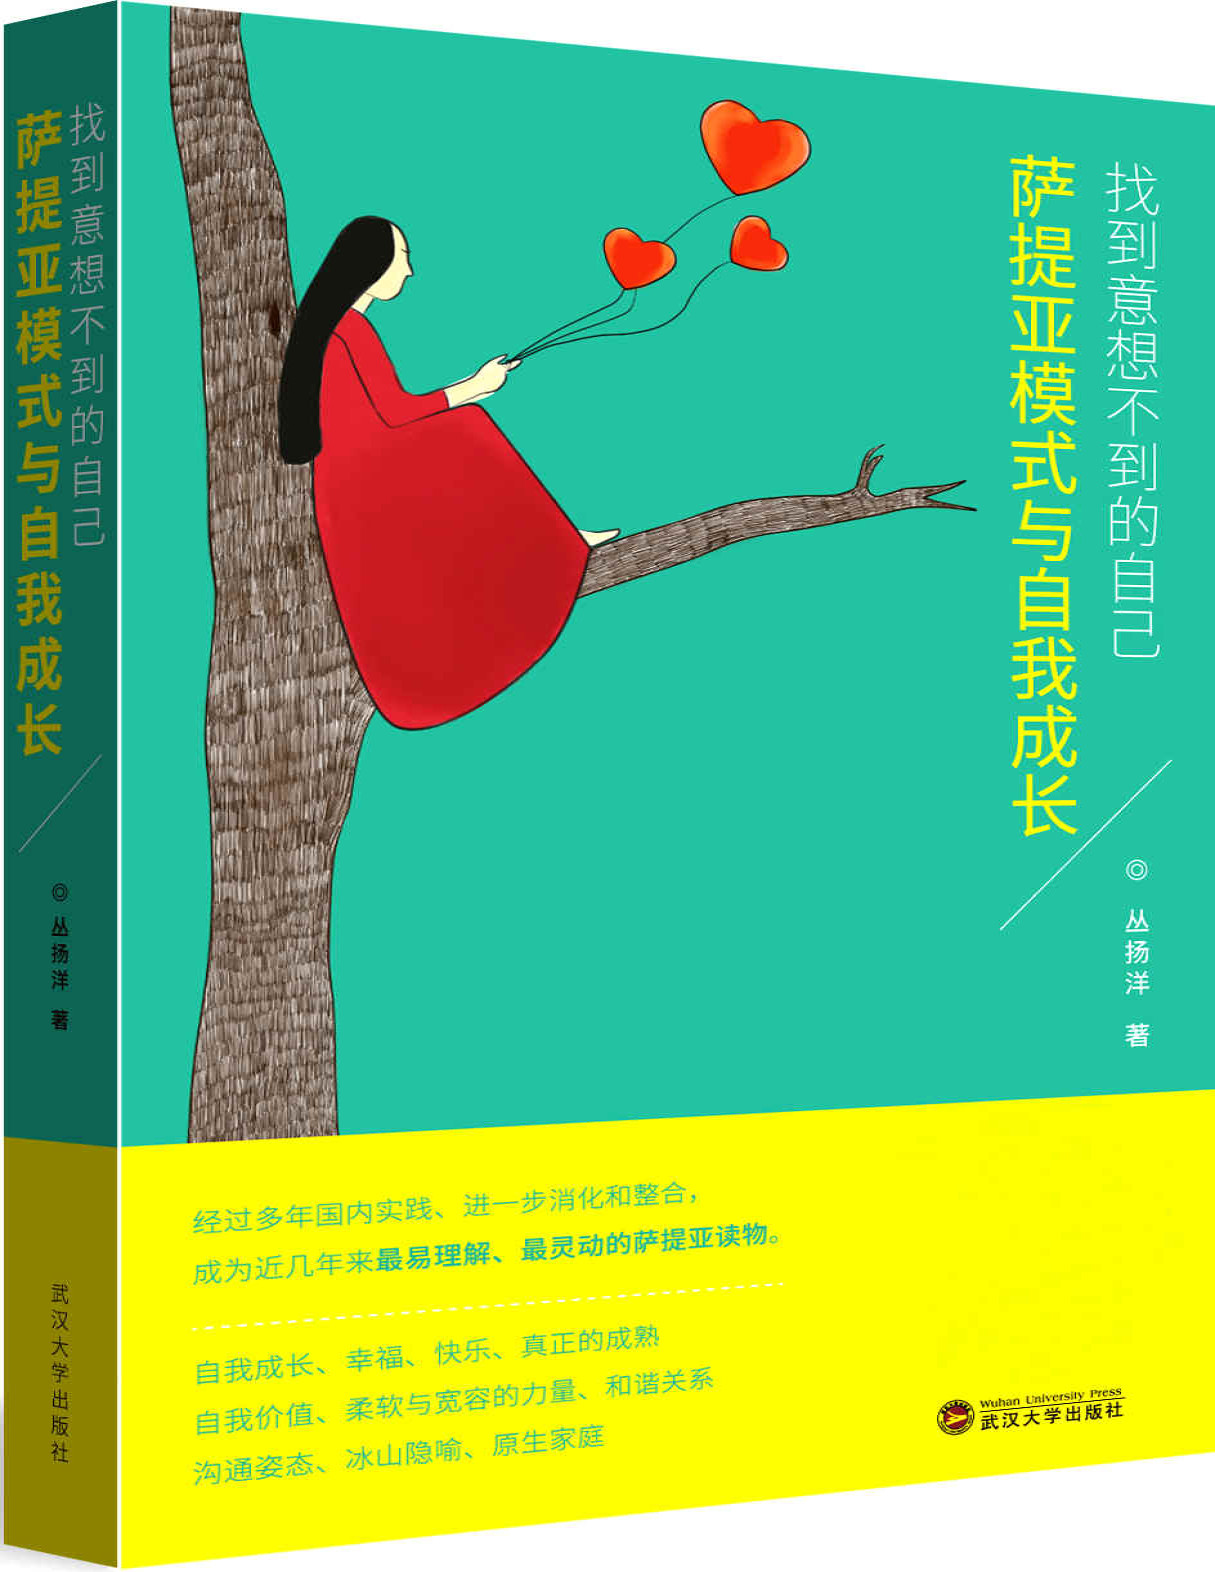 找到意想不到的自己
萨提亚模式与自我成长
◎ 丛扬洋 著
武汉大学出版社
找到意想不到的自己
萨提亚模式与自我成长
◎ 丛扬洋 著
经过多年国内实践、进一步消化和整合，
成为近几年来最易理解、最灵动的萨提亚读物。
自我成长、幸福、快乐、真正的成熟
自我价值、柔软与宽容的力量、和谐关系
沟通姿态、冰山隐喻、原生家庭
Wuhan University Press
武汉大学出版社